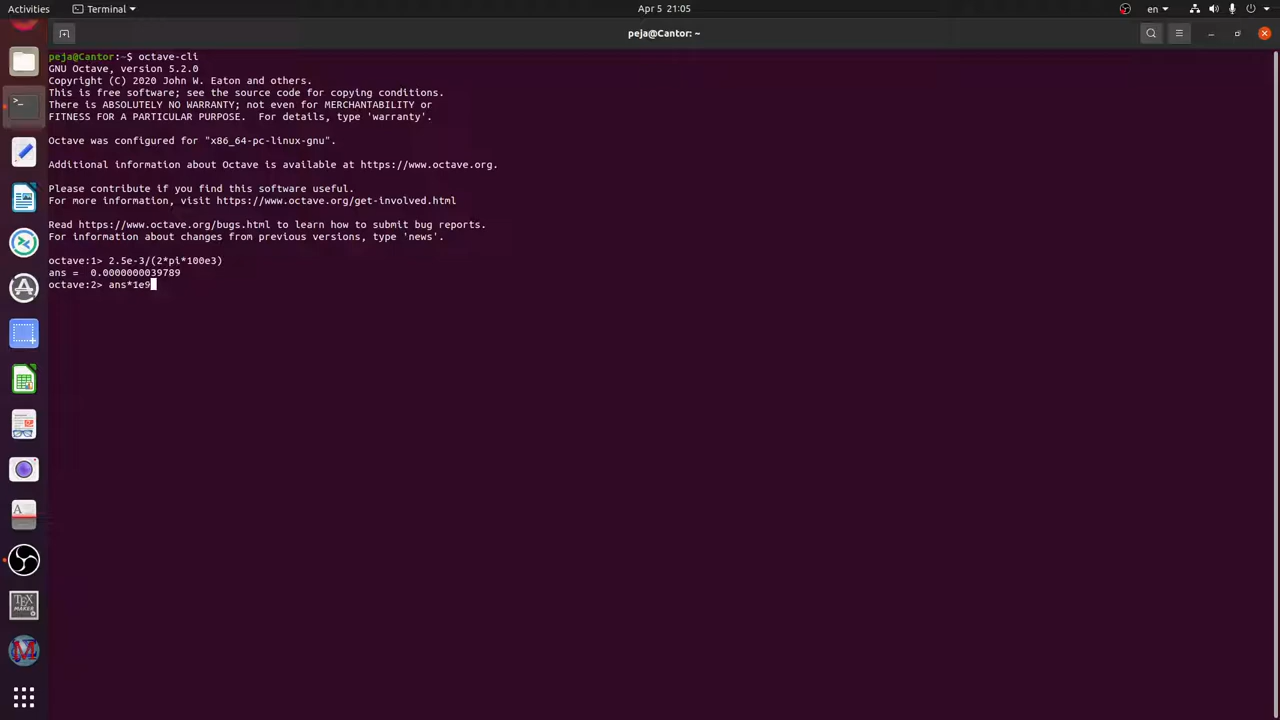 Activities
Terminal
Apr 5 21:05
en
peja@Cantor: ~
peja@Cantor:~$ octave-cli
GNU Octave, version 5.2.0
Copyright (C) 2020 John W. Eaton and others.
This is free software; see the source code for copying conditions.
There is ABSOLUTELY NO WARRANTY; not even for MERCHANTABILITY or
FITNESS FOR A PARTICULAR PURPOSE.  For details, type 'warranty'.
Octave was configured for "x86_64-pc-linux-gnu".
Additional information about Octave is available at https://www.octave.org.
Please contribute if you find this software useful.
For more information, visit https://www.octave.org/get-involved.html
Read https://www.octave.org/bugs.html to learn how to submit bug reports.
For information about changes from previous versions, type 'news'.
octave:1> 2.5e-3/(2*pi*100e3)
ans =  0.0000000039789
octave:2> ans*1e9